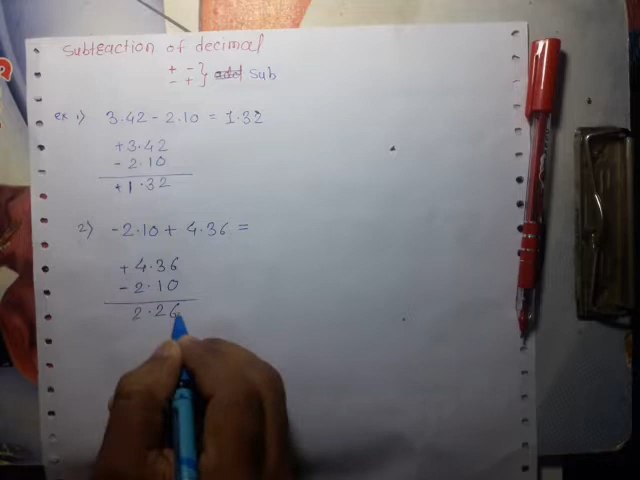 Subtraction of decimal
+ - } sub
- +
ex 1) 3.42 - 2.10 = 1.32
+3.42
- 2.10
+1.32
2) -2.10 + 4.36 =
+4.36
- 2.10
2.26